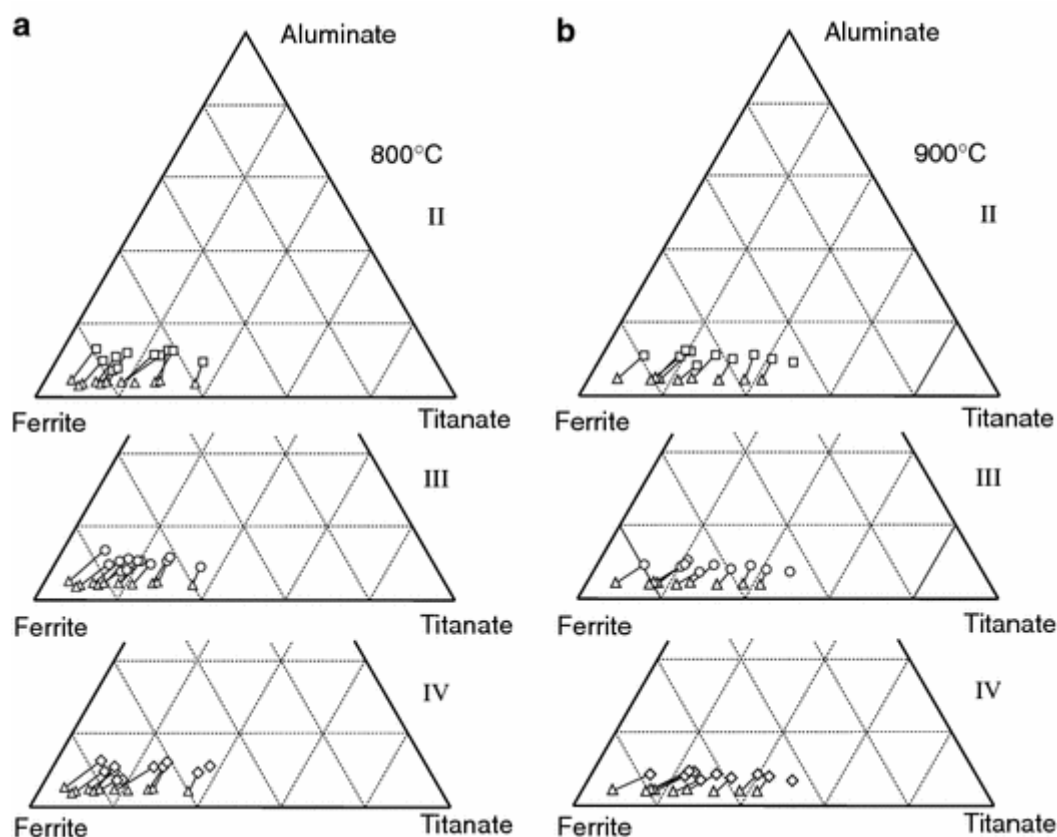 a
Aluminate
800°C
II
Ferrite
Titanate
III
Ferrite
Titanate
IV
Ferrite
Titanate
b
Aluminate
900°C
II
Ferrite
Titanate
III
Ferrite
Titanate
IV
Ferrite
Titanate